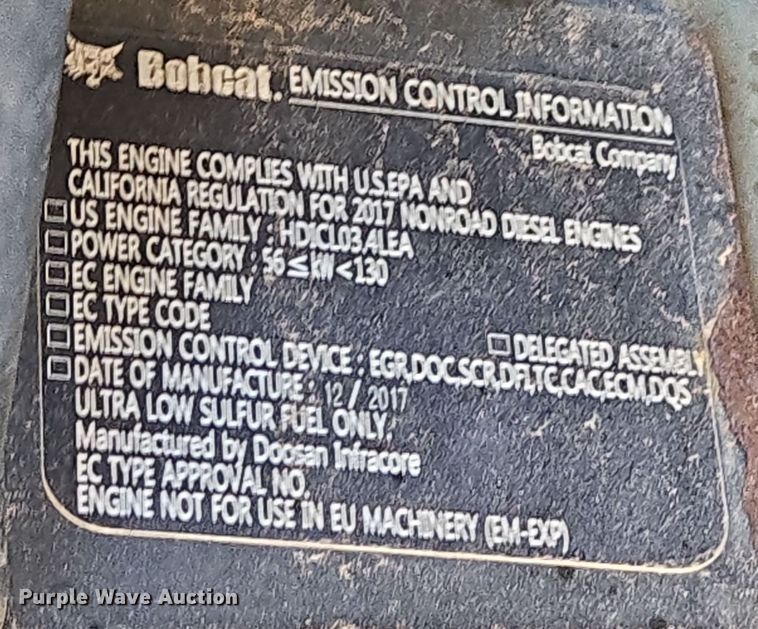 Bobcat. EMISSION CONTROL INFORMATION
Bobcat Company
THIS ENGINE COMPLIES WITH U.S.EPA AND
CALIFORNIA REGULATION FOR 2017 NONROAD DIESEL ENGINES
□US ENGINE FAMILY : HDICL03.4LEA
□POWER CATEGORY : 56≤kW<130
□EC ENGINE FAMILY
□EC TYPE CODE
□DELEGATED ASSEMBLY
□EMISSION CONTROL DEVICE : EGR,DOC,SCR,DFI,TC,CAC,ECM,DQS
□DATE OF MANUFACTURE : 12 / 2017
ULTRA LOW SULFUR FUEL ONLY.
Manufactured by Doosan Infracore
EC TYPE APPROVAL NO.
ENGINE NOT FOR USE IN EU MACHINERY (EM-EXP)
Purple Wave Auction